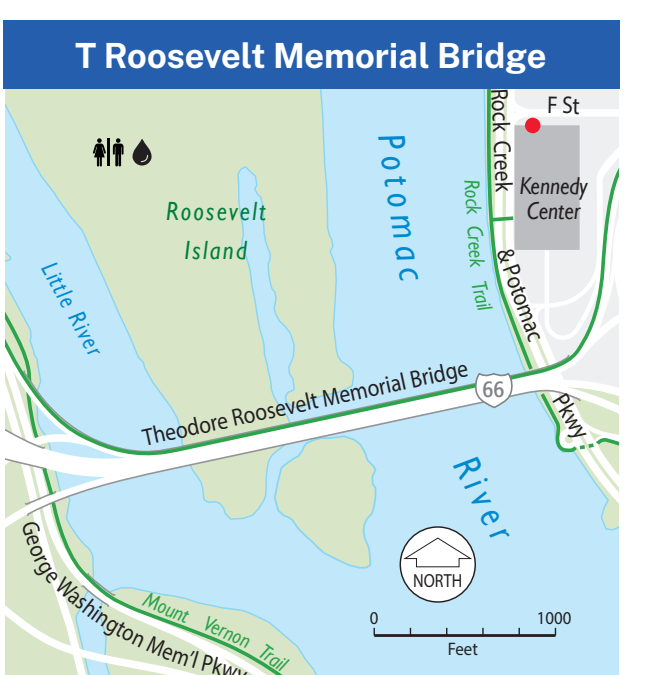 T Roosevelt Memorial Bridge
F St
Rock Creek
& Potomac
Pkwy
Kennedy
Center
Potomac
River
Rock Creek Trail
Roosevelt
Island
Little River
Theodore Roosevelt Memorial Bridge
66
NORTH
George Washington Mem'l Pkwy
Mount Vernon Trail
0 1000
Feet